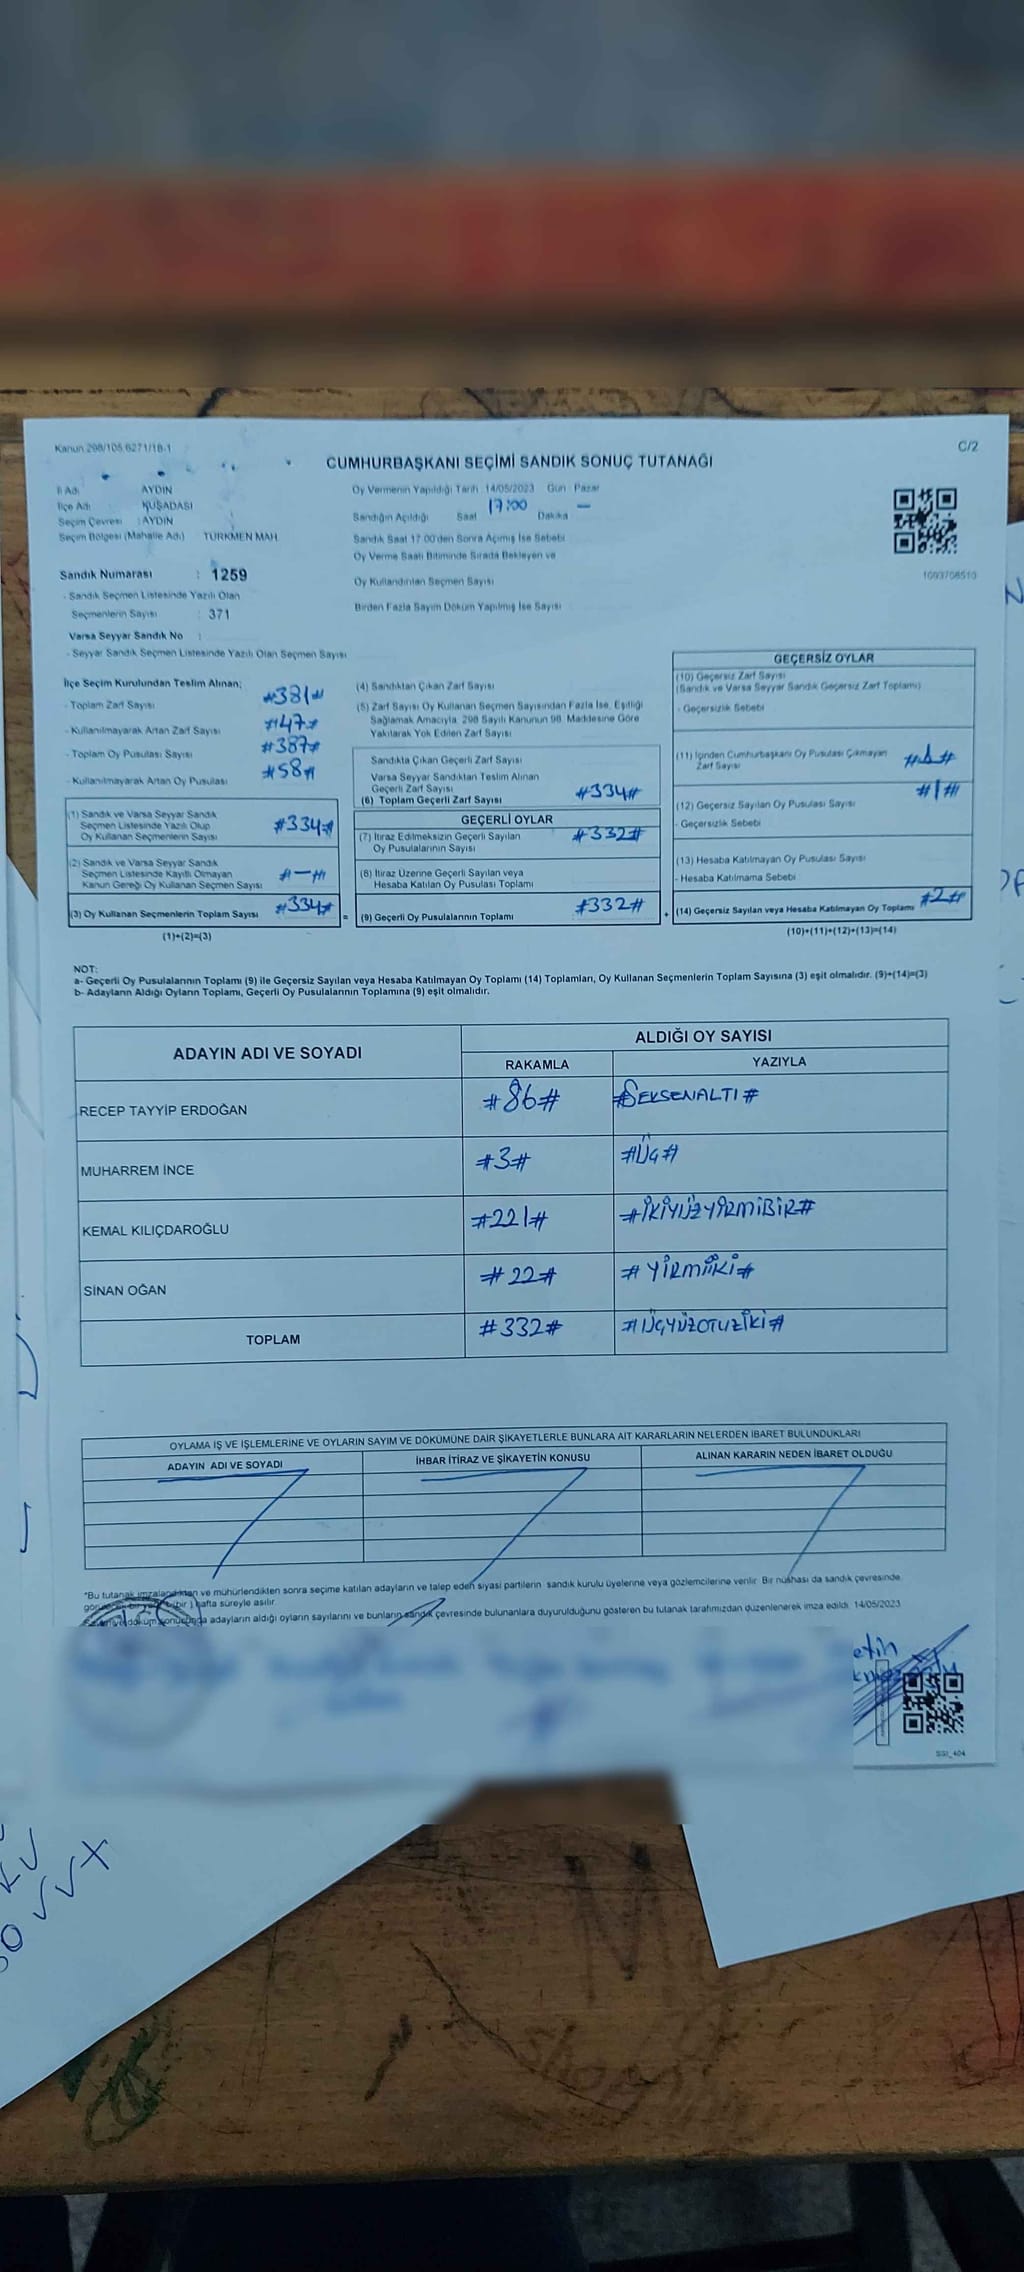 Kanun 298/105 6271/18-1
C/2
CUMHURBAŞKANI SEÇİMİ SANDIK SONUÇ TUTANAĞI
İl Adı AYDIN
İlçe Adı KUŞADASI
Seçim Çevresi : AYDIN
Seçim Bölgesi (Mahalle Adı) TÜRKMEN MAH.
Sandık Numarası : 1259
- Sandık Seçmen Listesinde Yazılı Olan
Seçmenlerin Sayısı : 371
Varsa Seyyar Sandık No :
- Seyyar Sandık Seçmen Listesinde Yazılı Olan Seçmen Sayısı
Oy Vermenin Yapıldığı Tarih 14/05/2023 Gün : Pazar
Sandığın Açıldığı Saat 17:00 Dakika —
Sandık Saat 17.00'den Sonra Açılmış İse Sebebi
Oy Verme Saati Bitiminde Sırada Bekleyen ve
Oy Kullandırılan Seçmen Sayısı
Birden Fazla Sayım Döküm Yapılmış İse Sayısı
1093708510
İlçe Seçim Kurulundan Teslim Alınan;
- Toplam Zarf Sayısı #381#
- Kullanılmayarak Artan Zarf Sayısı #47#
- Toplam Oy Pusulası Sayısı #387#
- Kullanılmayarak Artan Oy Pusulası #58#
(1) Sandık ve Varsa Seyyar Sandık
Seçmen Listesinde Yazılı Olup
Oy Kullanan Seçmenlerin Sayısı #334#
(2) Sandık ve Varsa Seyyar Sandık
Seçmen Listesinde Kayıtlı Olmayan
Kanun Gereği Oy Kullanan Seçmen Sayısı #—#
(3) Oy Kullanan Seçmenlerin Toplam Sayısı #334# =
(1)+(2)=(3)
(4) Sandıktan Çıkan Zarf Sayısı
(5) Zarf Sayısı Oy Kullanan Seçmen Sayısından Fazla İse, Eşitliği
Sağlamak Amacıyla, 298 Sayılı Kanunun 98. Maddesine Göre
Yakılarak Yok Edilen Zarf Sayısı
Sandıkta Çıkan Geçerli Zarf Sayısı
Varsa Seyyar Sandıktan Teslim Alınan
Geçerli Zarf Sayısı
(6) Toplam Geçerli Zarf Sayısı #334#
GEÇERLİ OYLAR
(7) İtiraz Edilmeksizin Geçerli Sayılan
Oy Pusulalarının Sayısı #332#
(8) İtiraz Üzerine Geçerli Sayılan veya
Hesaba Katılan Oy Pusulası Toplamı
(9) Geçerli Oy Pusulalarının Toplamı #332# +
GEÇERSİZ OYLAR
(10) Geçersiz Zarf Sayısı
(Sandık ve Varsa Seyyar Sandık Geçersiz Zarf Toplamı)
- Geçersizlik Sebebi
(11) İçinden Cumhurbaşkanı Oy Pusulası Çıkmayan
Zarf Sayısı #1#
(12) Geçersiz Sayılan Oy Pusulası Sayısı #1#
- Geçersizlik Sebebi
(13) Hesaba Katılmayan Oy Pusulası Sayısı
- Hesaba Katılmama Sebebi
(14) Geçersiz Sayılan veya Hesaba Katılmayan Oy Toplamı #2#
(10)+(11)+(12)+(13)=(14)
NOT:
a- Geçerli Oy Pusulalarının Toplamı (9) ile Geçersiz Sayılan veya Hesaba Katılmayan Oy Toplamı (14) Toplamları, Oy Kullanan Seçmenlerin Toplam Sayısına (3) eşit olmalıdır. (9)+(14)=(3)
b- Adayların Aldığı Oyların Toplamı, Geçerli Oy Pusulalarının Toplamına (9) eşit olmalıdır.
ADAYIN ADI VE SOYADI
ALDIĞI OY SAYISI
RAKAMLA YAZIYLA
RECEP TAYYİP ERDOĞAN #86# #SEKSENALTI#
MUHARREM İNCE #3# #ÜÇ#
KEMAL KILIÇDAROĞLU #221# #İKİYÜZYİRMİBİR#
SİNAN OĞAN #22# #YİRMİİKİ#
TOPLAM #332# #ÜÇYÜZOTUZİKİ#
OYLAMA İŞ VE İŞLEMLERİNE VE OYLARIN SAYIM VE DÖKÜMÜNE DAİR ŞİKAYETLERLE BUNLARA AİT KARARLARIN NELERDEN İBARET BULUNDUKLARI
ADAYIN ADI VE SOYADI İHBAR İTİRAZ VE ŞİKAYETİN KONUSU ALINAN KARARIN NEDEN İBARET OLDUĞU
*Bu tutanak imzalandıktan ve mühürlendikten sonra seçime katılan adayların ve talep eden siyasi partilerin sandık kurulu üyelerine veya gözlemcilerine verilir. Bir nüshası da sandık çevresinde
bir hafta süreyle asılır.
adayların aldığı oyların sayılarını ve bunların sandık çevresinde bulunanlara duyurulduğunu gösteren bu tutanak tarafımızdan düzenlenerek imza edildi. 14/05/2023
etin
SSI_404